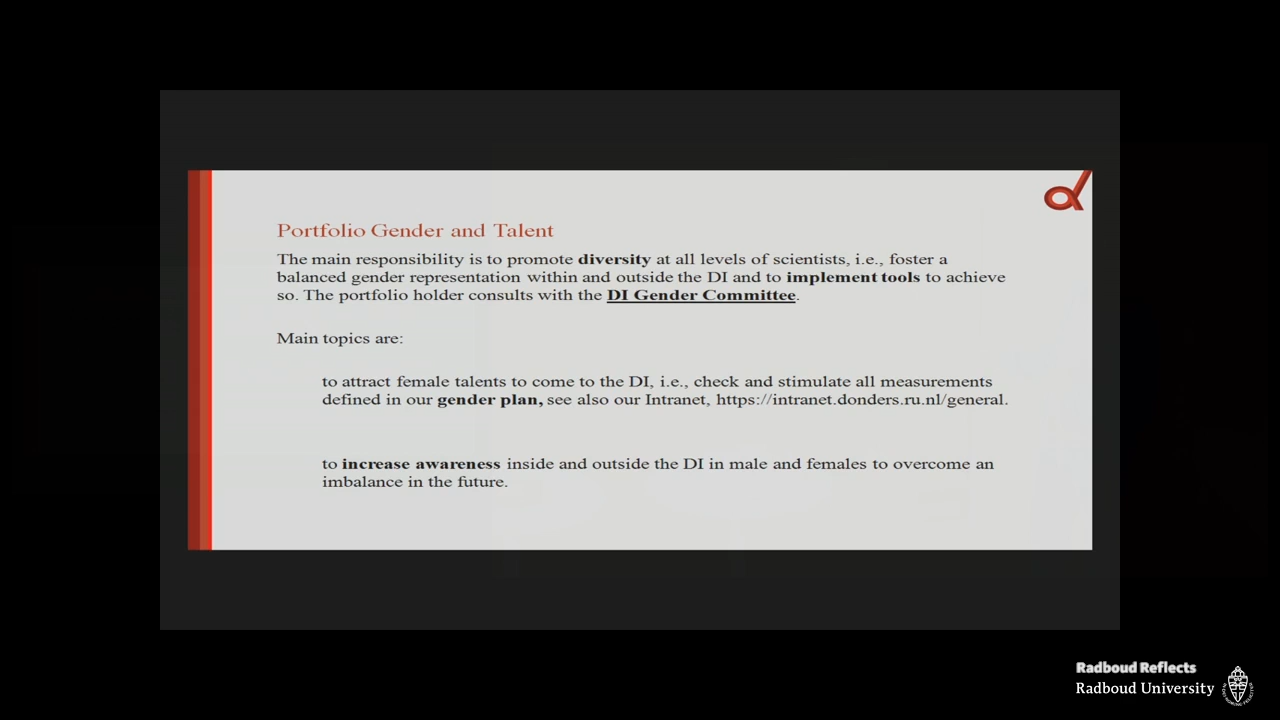 Portfolio Gender and Talent
The main responsibility is to promote diversity at all levels of scientists, i.e., foster a
balanced gender representation within and outside the DI and to implement tools to achieve
so. The portfolio holder consults with the DI Gender Committee.
Main topics are:
to attract female talents to come to the DI, i.e., check and stimulate all measurements
defined in our gender plan, see also our Intranet, https://intranet.donders.ru.nl/general.
to increase awareness inside and outside the DI in male and females to overcome an
imbalance in the future.
Radboud Reflects
Radboud University